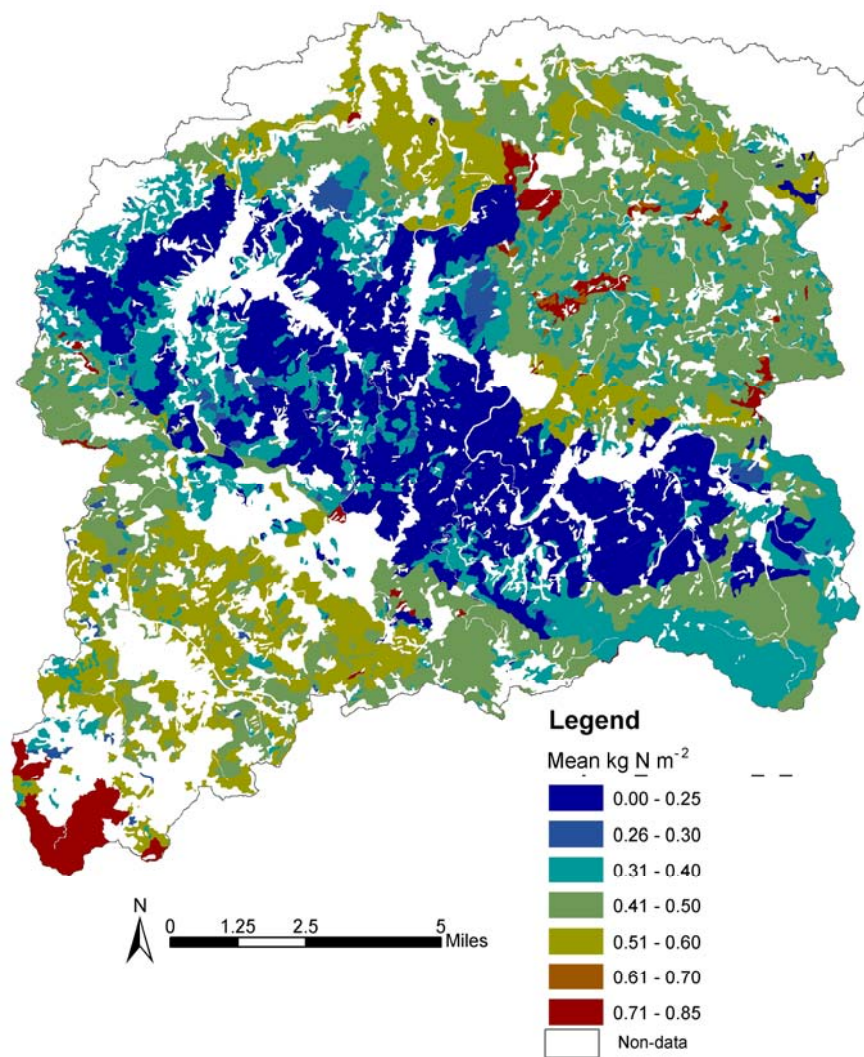 Legend
Mean kg N m⁻²
0.00 - 0.25
0.26 - 0.30
0.31 - 0.40
0.41 - 0.50
0.51 - 0.60
0.61 - 0.70
0.71 - 0.85
Non-data
N
0 1.25 2.5 5
Miles